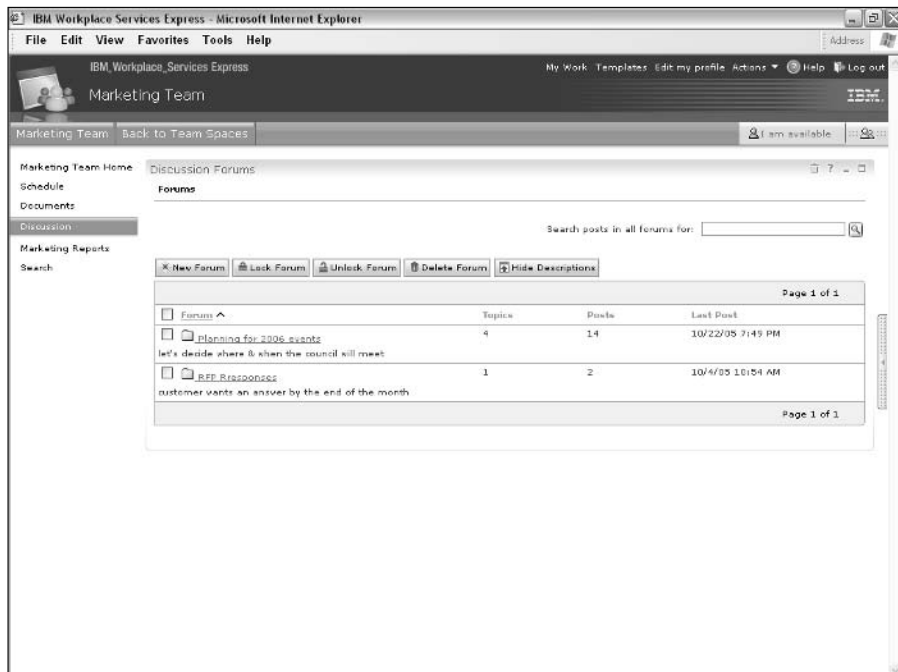 IBM Workplace Services Express - Microsoft Internet Explorer
File Edit View Favorites Tools Help Address
IBM_Workplace_Services Express My Work Templates Edit my profile Actions Help Log out
Marketing Team IBM.
Marketing Team Back to Team Spaces I am available
Marketing Team Home
Schedule
Documents
Discussion
Marketing Reports
Search
Discussion Forums ?
Forums
Search posts in all forums for:
New Forum Lock Forum Unlock Forum Delete Forum Hide Descriptions
Page 1 of 1
Forum Topics Posts Last Post
Planning for 2006 events 4 14 10/22/05 7:49 PM
let's decide where & shen the council sill meet
RFP Rresponses 1 2 10/4/05 10:54 AM
customer wants an answer by the end of the month
Page 1 of 1